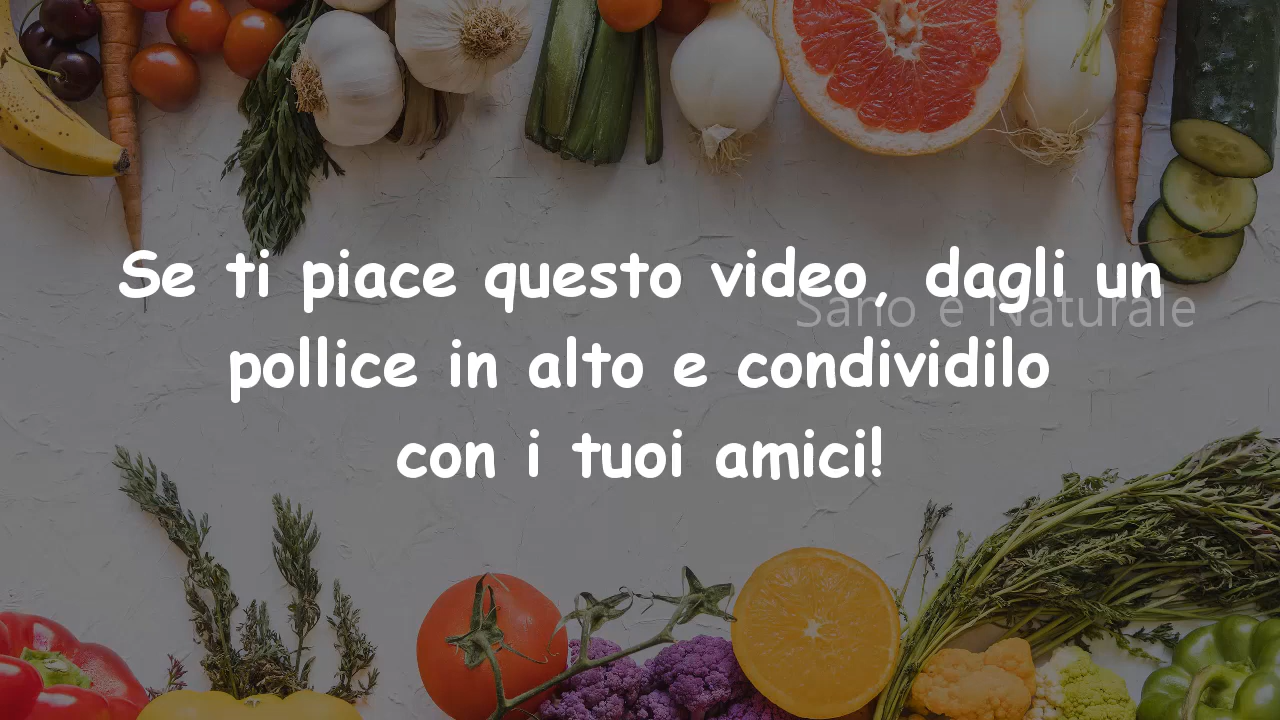 Se ti piace questo video, dagli un
Sano e Naturale
pollice in alto e condividilo
con i tuoi amici!